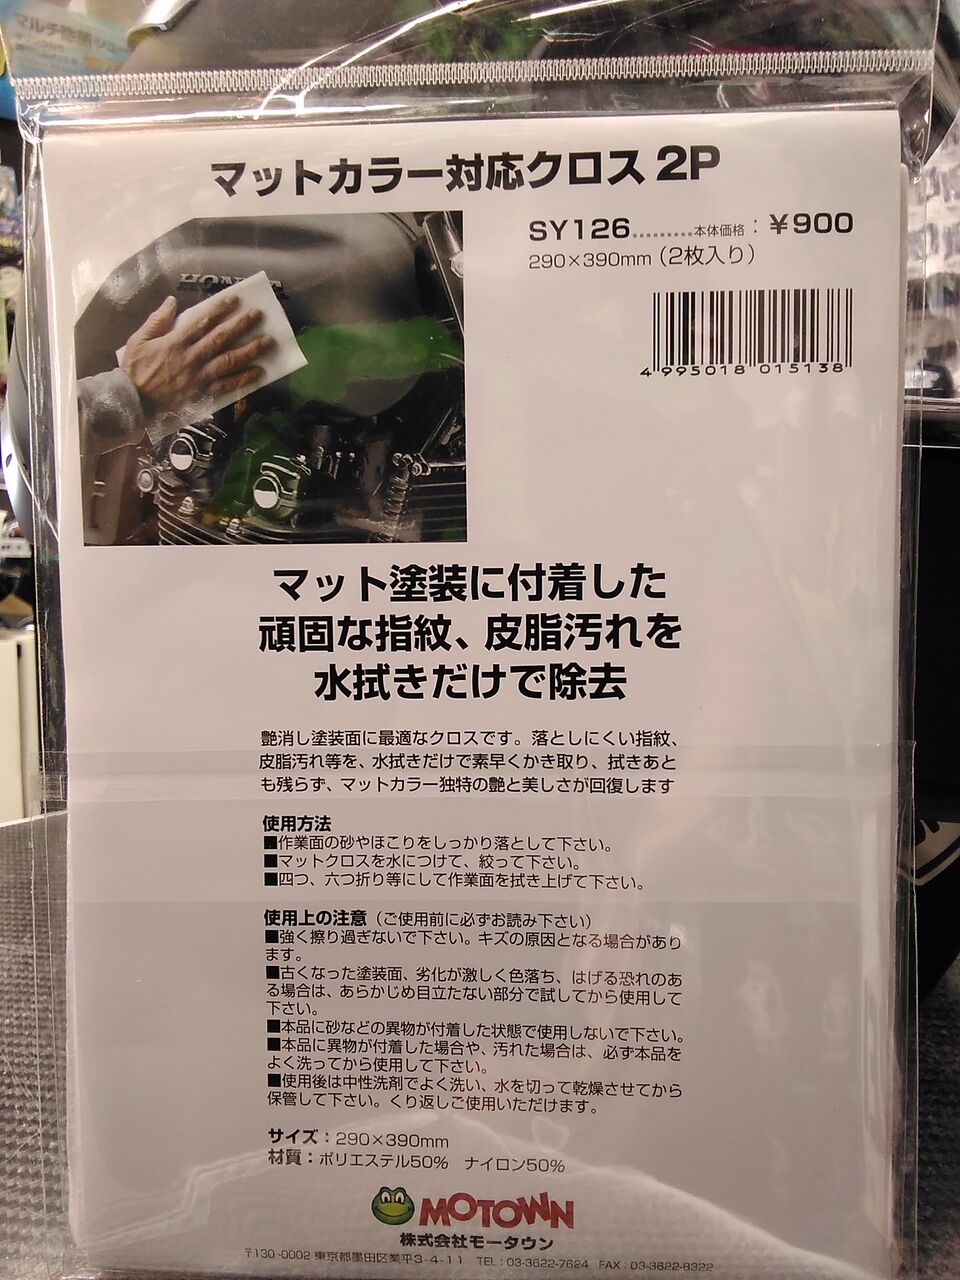 マットカラー対応クロス 2P
SY126.........本体価格：￥900
290×390mm（2枚入り）
4 995018 015138
HONDA
マット塗装に付着した
頑固な指紋、皮脂汚れを
水拭きだけで除去
艶消し塗装面に最適なクロスです。落としにくい指紋、
皮脂汚れ等を、水拭きだけで素早くかき取り、拭きあと
も残らず、マットカラー独特の艶と美しさが回復します
使用方法
■作業面の砂やほこりをしっかり落として下さい。
■マットクロスを水につけて、絞って下さい。
■四つ、六つ折り等にして作業面を拭き上げて下さい。
使用上の注意（ご使用前に必ずお読み下さい）
■強く擦り過ぎないで下さい。キズの原因となる場合があり
ます。
■古くなった塗装面、劣化が激しく色落ち、はげる恐れのあ
る場合は、あらかじめ目立たない部分で試してから使用して
下さい。
■本品に砂などの異物が付着した状態で使用しないで下さい。
■本品に異物が付着した場合や、汚れた場合は、必ず本品を
よく洗ってから使用して下さい。
■使用後は中性洗剤でよく洗い、水を切って乾燥させてから
保管して下さい。くり返しご使用いただけます。
サイズ：290×390mm
材質：ポリエステル50%　ナイロン50%
MOTOWN
株式会社モータウン
〒130-0002 東京都墨田区業平3-4-11　TEL：03-3622-7624　FAX：03-3622-8322